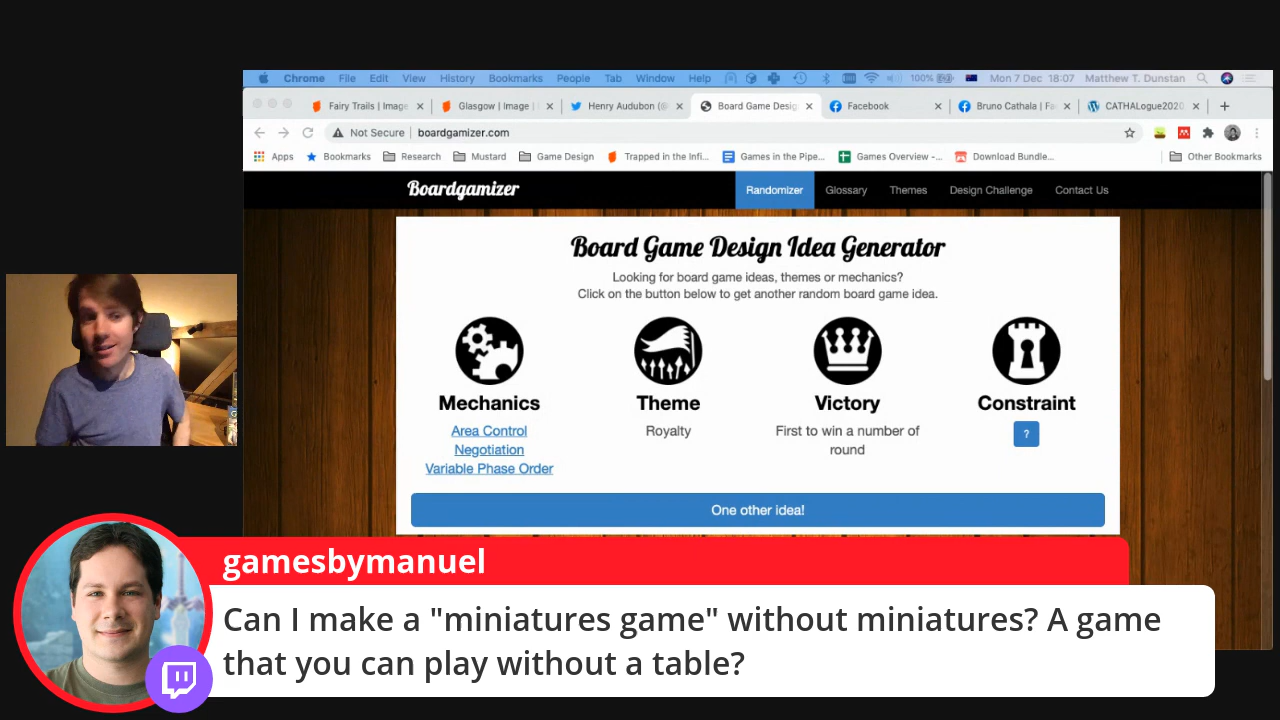 Chrome File Edit View History Bookmarks People Tab Window Help 100% Mon 7 Dec 18:07 Matthew T. Dunstan
Fairy Trails | Image Glasgow | Image | Henry Audubon (@ Board Game Desig Facebook Bruno Cathala | Fa CATHALogue2020
Not Secure | boardgamizer.com
Apps Bookmarks Research Mustard Game Design Trapped in the Infi... Games in the Pipe... Games Overview -... Download Bundle... Other Bookmarks
Boardgamizer Randomizer Glossary Themes Design Challenge Contact Us
Board Game Design Idea Generator
Looking for board game ideas, themes or mechanics?
Click on the button below to get another random board game idea.
Mechanics Theme Victory Constraint
Area Control Royalty First to win a number of ?
Negotiation round
Variable Phase Order
One other idea!
gamesbymanuel
Can I make a "miniatures game" without miniatures? A game
that you can play without a table?